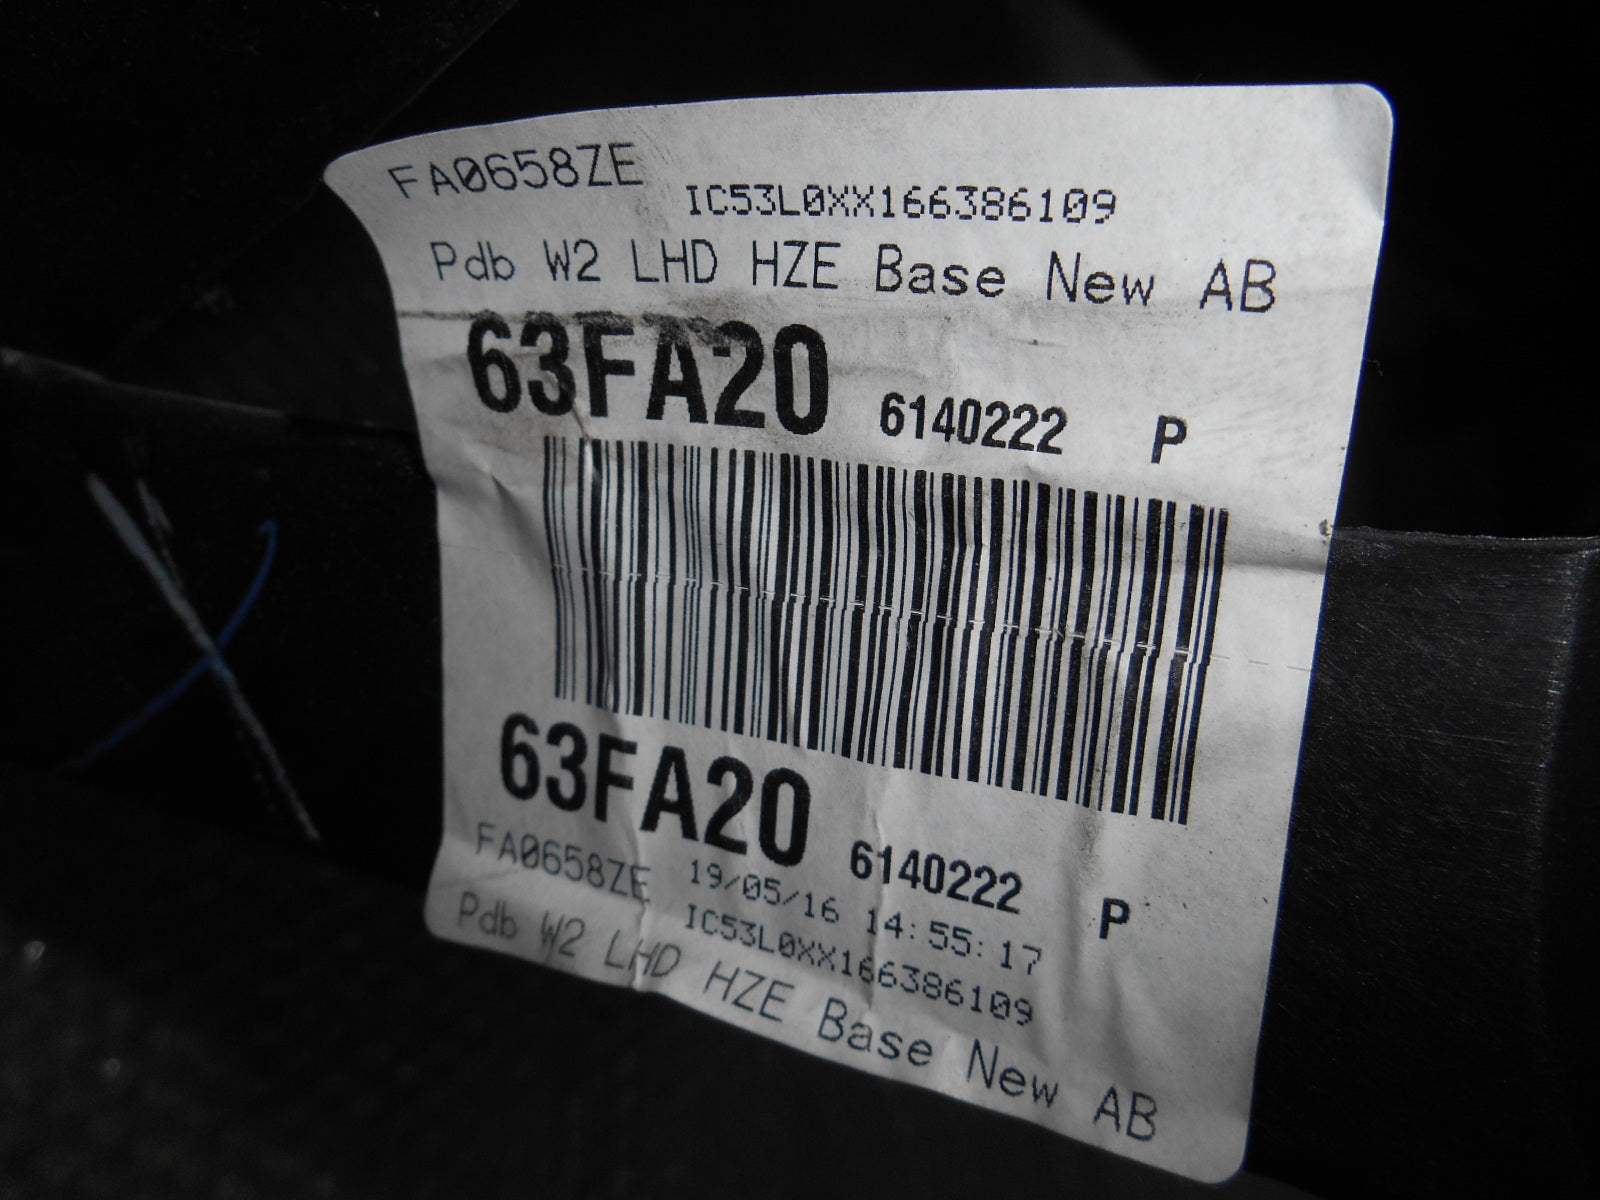 FA0658ZE
IC53L0XX166386109
Pdb W2 LHD HZE Base New AB
63FA20 6140222 P
63FA20 6140222 P
FA0658ZE 19/05/16 14:55:17
IC53L0XX166386109
Pdb W2 LHD HZE Base New AB